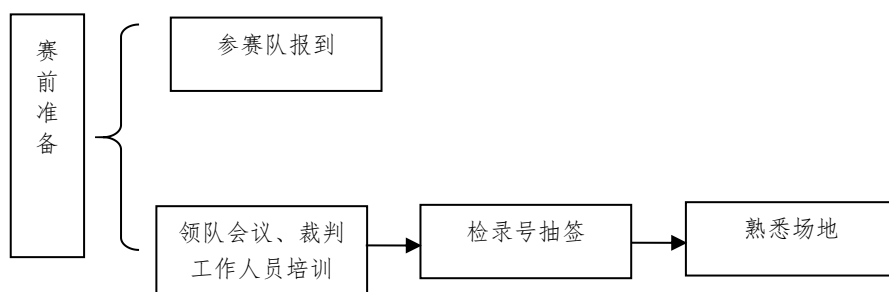 赛
前
准
备
参赛队报到
领队会议、裁判
工作人员培训
检录号抽签
熟悉场地